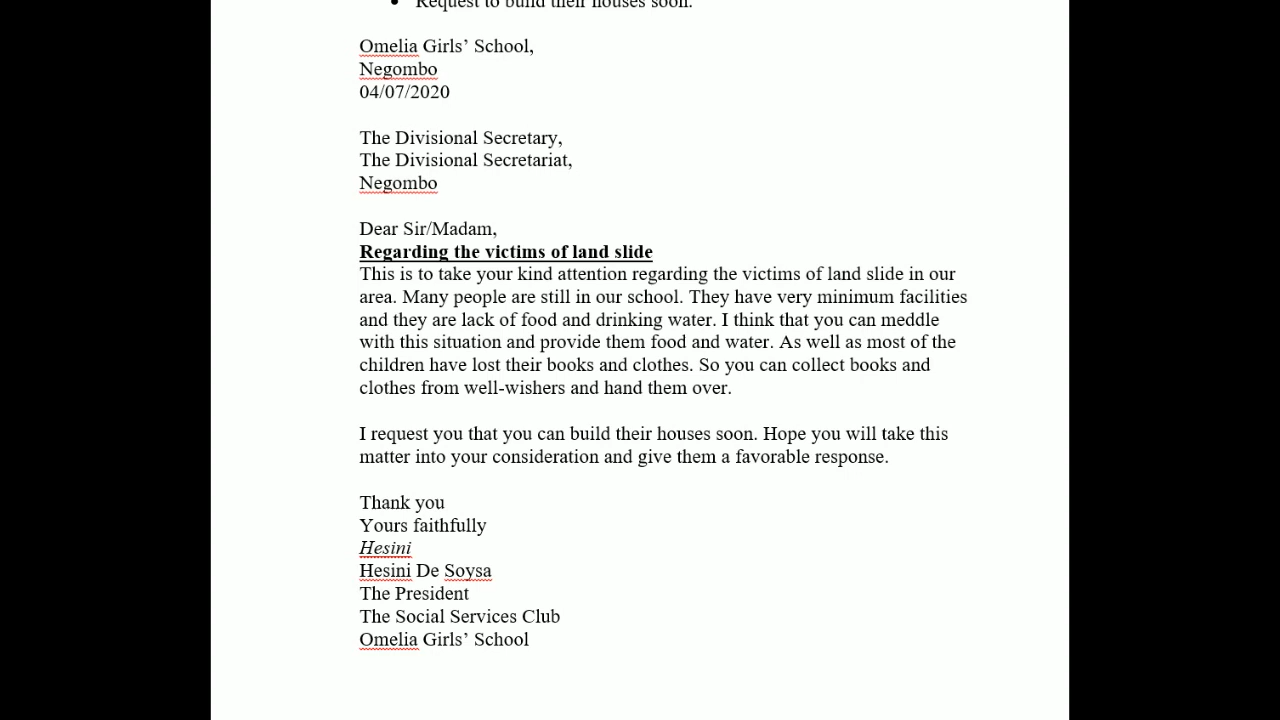 • Request to build their houses soon.
Omelia Girls’ School,
Negombo
04/07/2020
The Divisional Secretary,
The Divisional Secretariat,
Negombo
Dear Sir/Madam,
Regarding the victims of land slide
This is to take your kind attention regarding the victims of land slide in our
area. Many people are still in our school. They have very minimum facilities
and they are lack of food and drinking water. I think that you can meddle
with this situation and provide them food and water. As well as most of the
children have lost their books and clothes. So you can collect books and
clothes from well-wishers and hand them over.
I request you that you can build their houses soon. Hope you will take this
matter into your consideration and give them a favorable response.
Thank you
Yours faithfully
Hesini
Hesini De Soysa
The President
The Social Services Club
Omelia Girls’ School